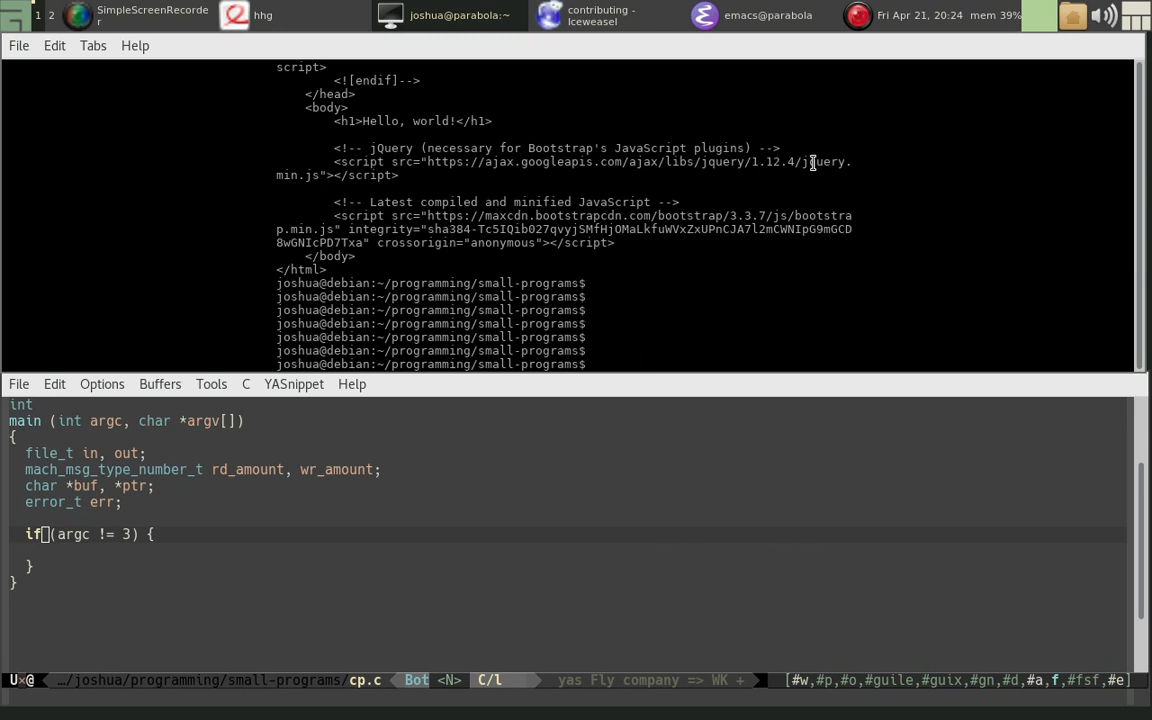 1 2 SimpleScreenRecorder hhg joshua@parabola:~ contributing - Iceweasel emacs@parabola Fri Apr 21, 20:24 mem 39%
File Edit Tabs Help
script>
<![endif]-->
</head>
<body>
<h1>Hello, world!</h1>
<!-- jQuery (necessary for Bootstrap's JavaScript plugins) -->
<script src="https://ajax.googleapis.com/ajax/libs/jquery/1.12.4/jquery.
min.js"></script>
<!-- Latest compiled and minified JavaScript -->
<script src="https://maxcdn.bootstrapcdn.com/bootstrap/3.3.7/js/bootstra
p.min.js" integrity="sha384-Tc5IQib027qvyjSMfHjOMaLkfuWVxZxUPnCJA7l2mCWNIpG9mGCD
8wGNIcPD7Txa" crossorigin="anonymous"></script>
</body>
</html>
joshua@debian:~/programming/small-programs$
joshua@debian:~/programming/small-programs$
joshua@debian:~/programming/small-programs$
joshua@debian:~/programming/small-programs$
joshua@debian:~/programming/small-programs$
joshua@debian:~/programming/small-programs$
joshua@debian:~/programming/small-programs$
File Edit Options Buffers Tools C YASnippet Help
int
main (int argc, char *argv[])
{
file_t in, out;
mach_msg_type_number_t rd_amount, wr_amount;
char *buf, *ptr;
error_t err;
if (argc != 3) {
}
}
U×@ …/joshua/programming/small-programs/cp.c Bot <N> C/l yas Fly company => WK + [#w,#p,#o,#guile,#guix,#gn,#d,#a,f,#fsf,#e]